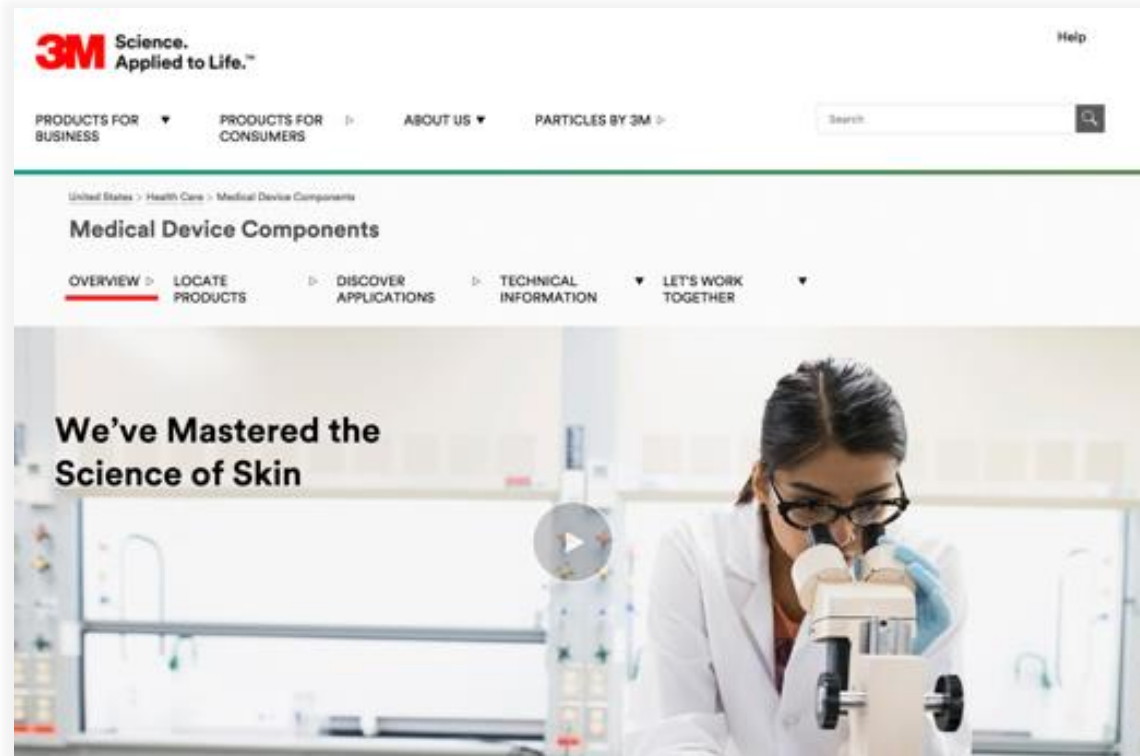 3M Science.
Applied to Life.™
Help
PRODUCTS FOR
BUSINESS
PRODUCTS FOR
CONSUMERS
ABOUT US
PARTICLES BY 3M
Search
United States > Health Care > Medical Device Components
Medical Device Components
OVERVIEW
LOCATE
PRODUCTS
DISCOVER
APPLICATIONS
TECHNICAL
INFORMATION
LET'S WORK
TOGETHER
We've Mastered the
Science of Skin